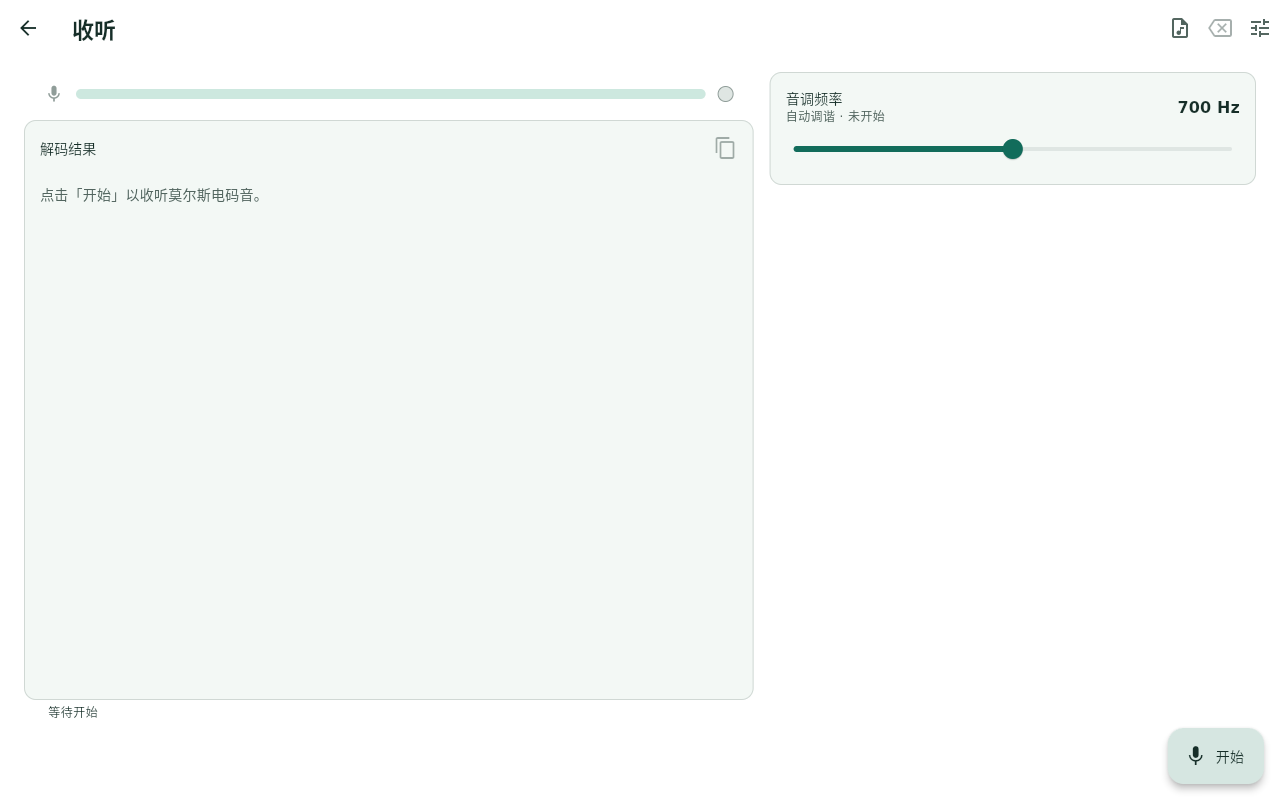 收听
解码结果
点击「开始」以收听莫尔斯电码音。
等待开始
音调频率
自动调谐 · 未开始
700 Hz
开始